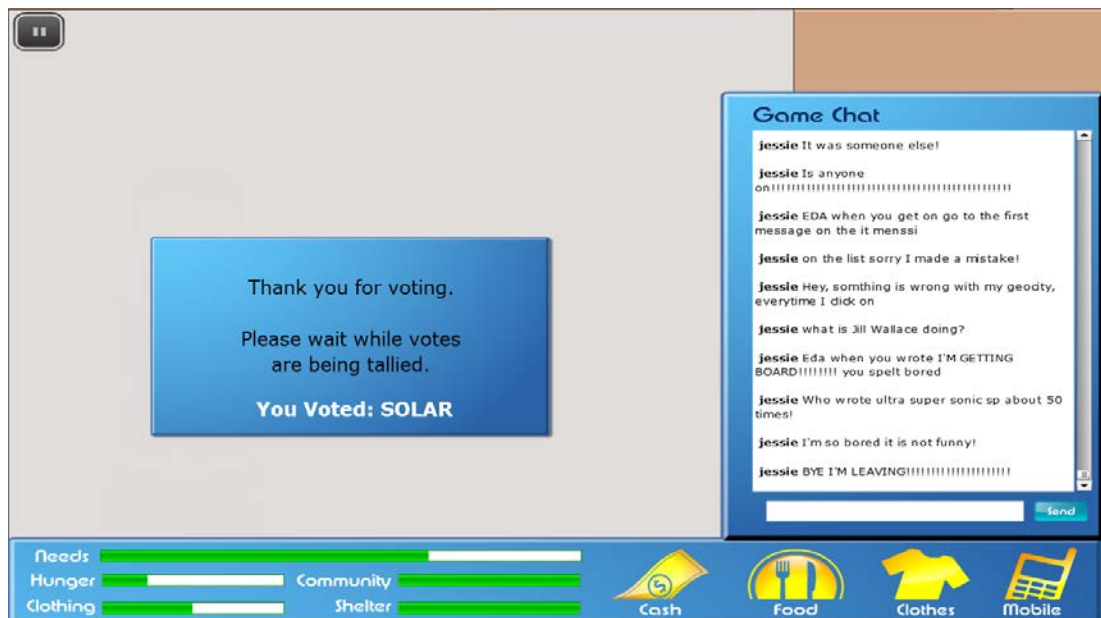 Game Chat
jessie It was someone else!
jessie Is anyone
on!!!!!!!!!!!!!!!!!!!!!!!!!!!!!!!!!!!!!!!!!!!!!!
jessie EDA when you get on go to the first
message on the it menssi
jessie on the list sorry I made a mistake!
jessie Hey, somthing is wrong with my geocity,
everytime I click on
jessie what is Jill Wallace doing?
jessie Eda when you wrote I'M GETTING
BOARD!!!!!!!! you spelt bored
jessie Who wrote ultra super sonic sp about 50
times!
jessie I'm so bored it is not funny!
jessie BYE I'M LEAVING!!!!!!!!!!!!!!!!!!!!!
Send
Thank you for voting.
Please wait while votes
are being tallied.
You Voted: SOLAR
Needs
Hunger Community
Clothing Shelter
Cash Food Clothes Mobile